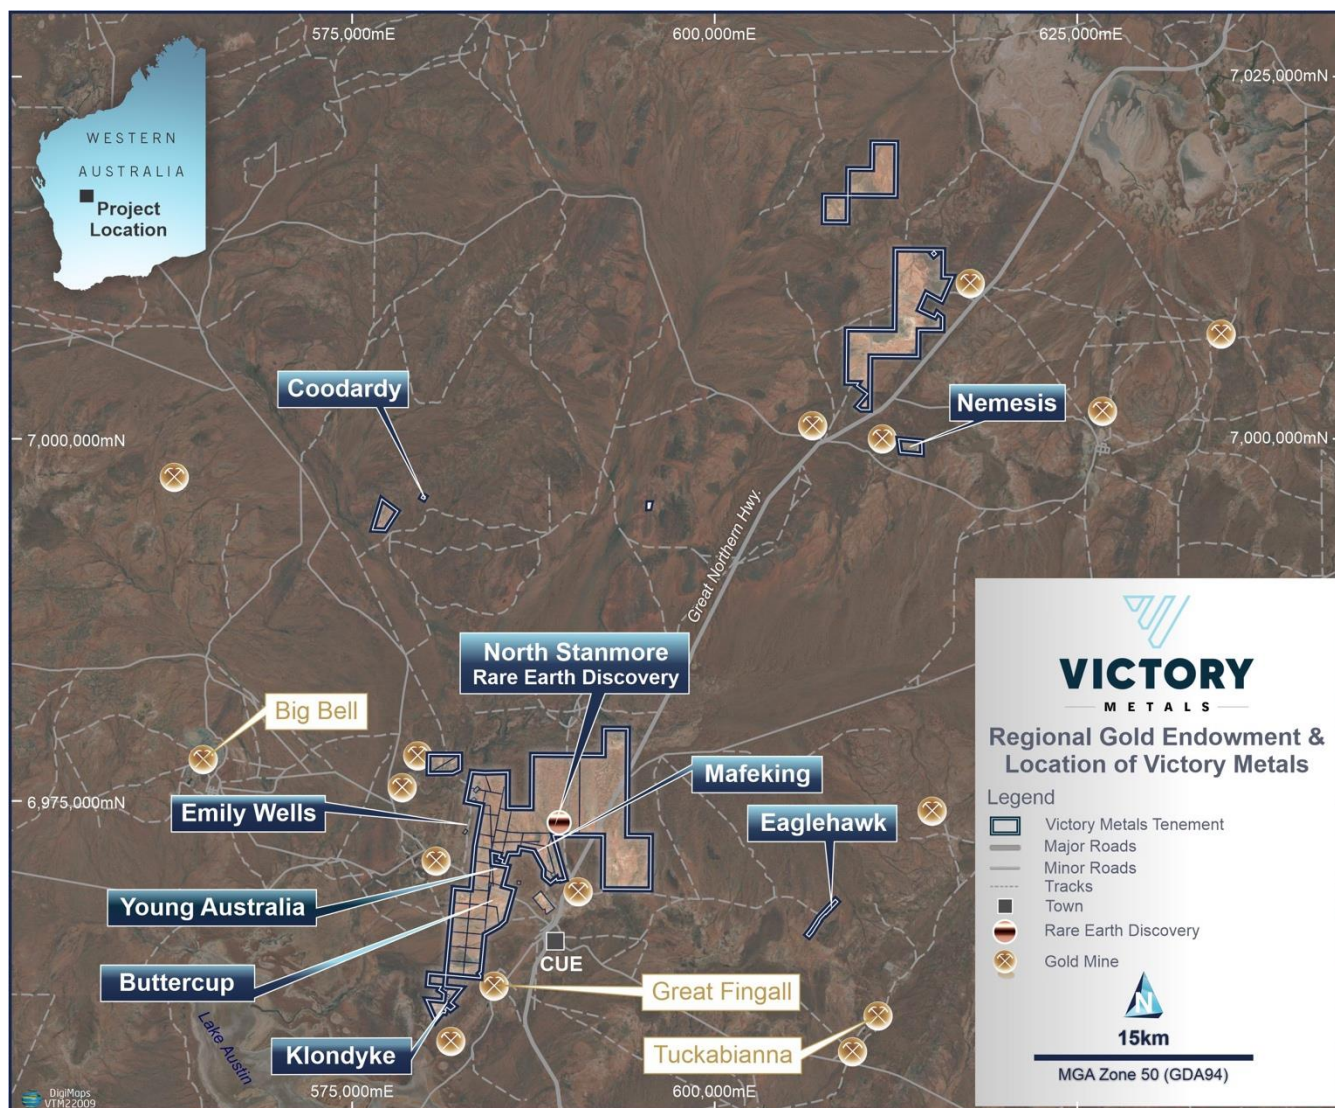 575,000mE
600,000mE
625,000mE
7,025,000mN
WESTERN
AUSTRALIA
Project
Location
Coodardy
Nemesis
7,000,000mN
7,000,000mN
Great Northern Hwy.
North Stanmore
Rare Earth Discovery
Big Bell
Mafeking
6,975,000mN
Emily Wells
Eaglehawk
Young Australia
CUE
Buttercup
Great Fingall
Lake Austin
Klondyke
Tuckabianna
575,000mE
600,000mE
DigiMaps
VTM22009
VICTORY
METALS
Regional Gold Endowment &
Location of Victory Metals
Legend
Victory Metals Tenement
Major Roads
Minor Roads
Tracks
Town
Rare Earth Discovery
Gold Mine
N
15km
MGA Zone 50 (GDA94)